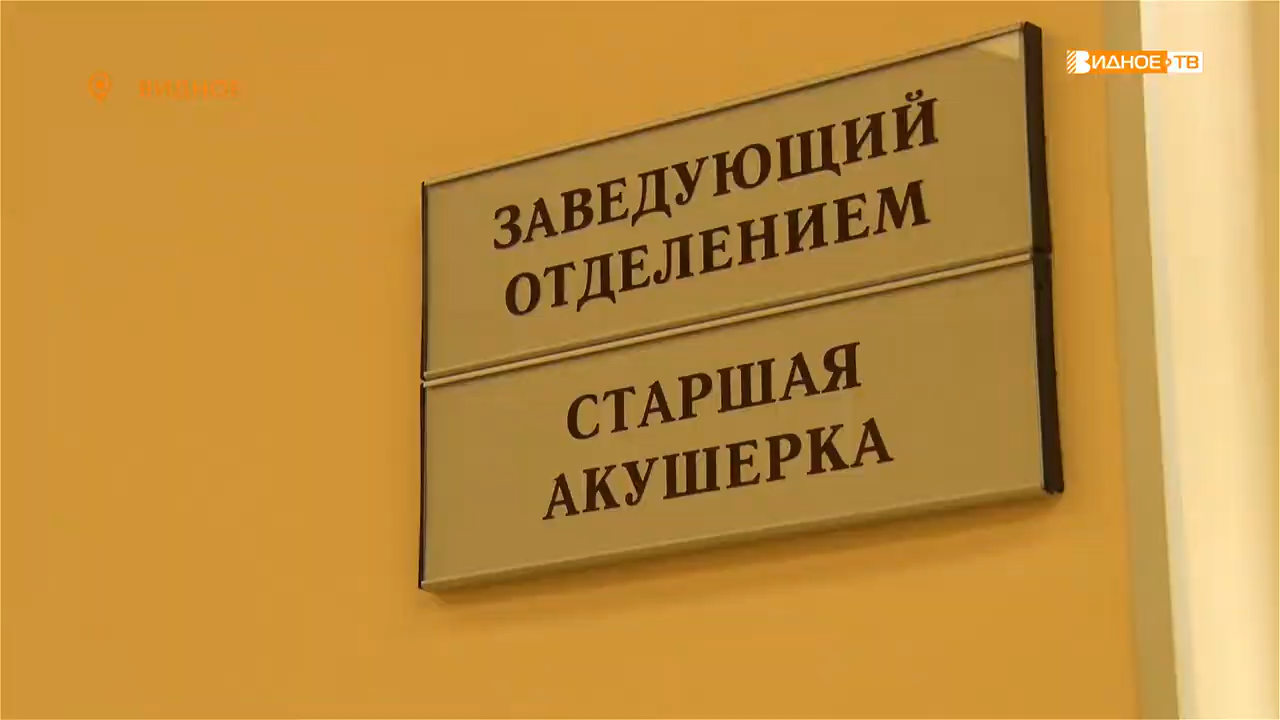 ВИДНОЕ
ВИДНОЕ•ТВ
ЗАВЕДУЮЩИЙ
ОТДЕЛЕНИЕМ
СТАРШАЯ
АКУШЕРКА